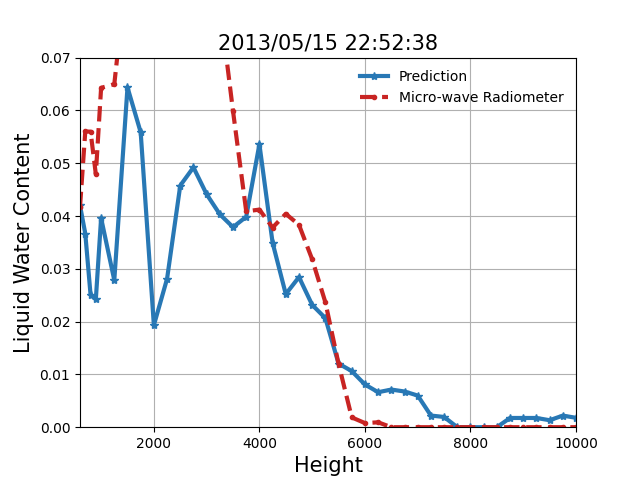 2013/05/15 22:52:38
Prediction
Micro-wave Radiometer
Liquid Water Content
0.07
0.06
0.05
0.04
0.03
0.02
0.01
0.00
2000 4000 6000 8000 10000
Height